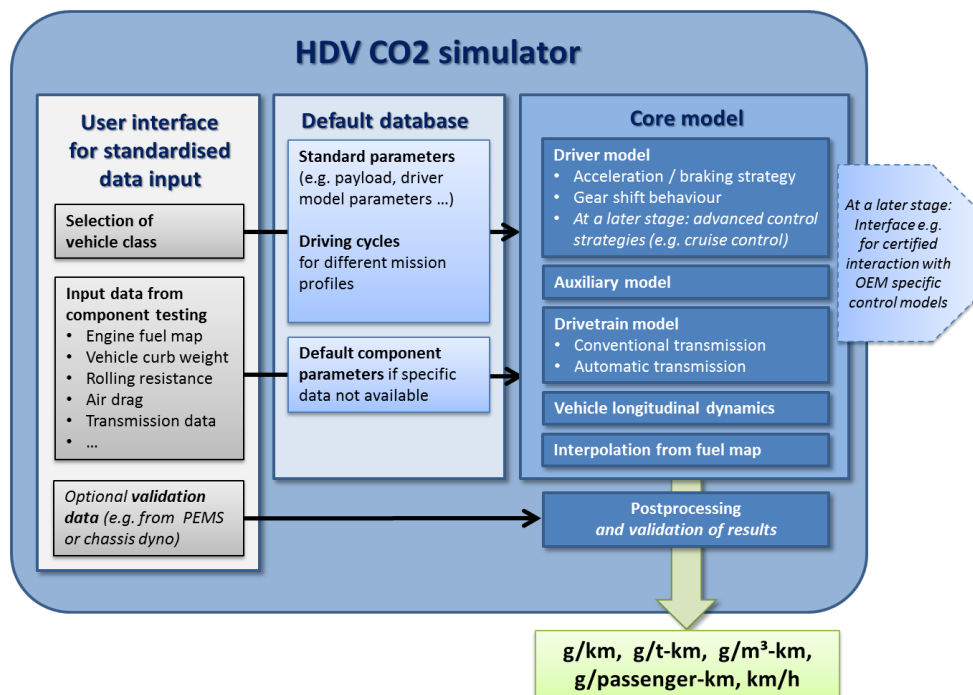 HDV CO2 simulator
User interface
for standardised
data input
Selection of
vehicle class
Input data from
component testing
• Engine fuel map
• Vehicle curb weight
• Rolling resistance
• Air drag
• Transmission data
• ...
Optional validation
data (e.g. from PEMS
or chassis dyno)
Default database
Standard parameters
(e.g. payload, driver
model parameters ...)
Driving cycles
for different mission
profiles
Default component
parameters if specific
data not available
Core model
Driver model
• Acceleration / braking strategy
• Gear shift behaviour
• At a later stage: advanced control
strategies (e.g. cruise control)
Auxiliary model
Drivetrain model
• Conventional transmission
• Automatic transmission
Vehicle longitudinal dynamics
Interpolation from fuel map
Postprocessing
and validation of results
At a later stage:
Interface e.g.
for certified
interaction with
OEM specific
control models
g/km, g/t-km, g/m³-km,
g/passenger-km, km/h